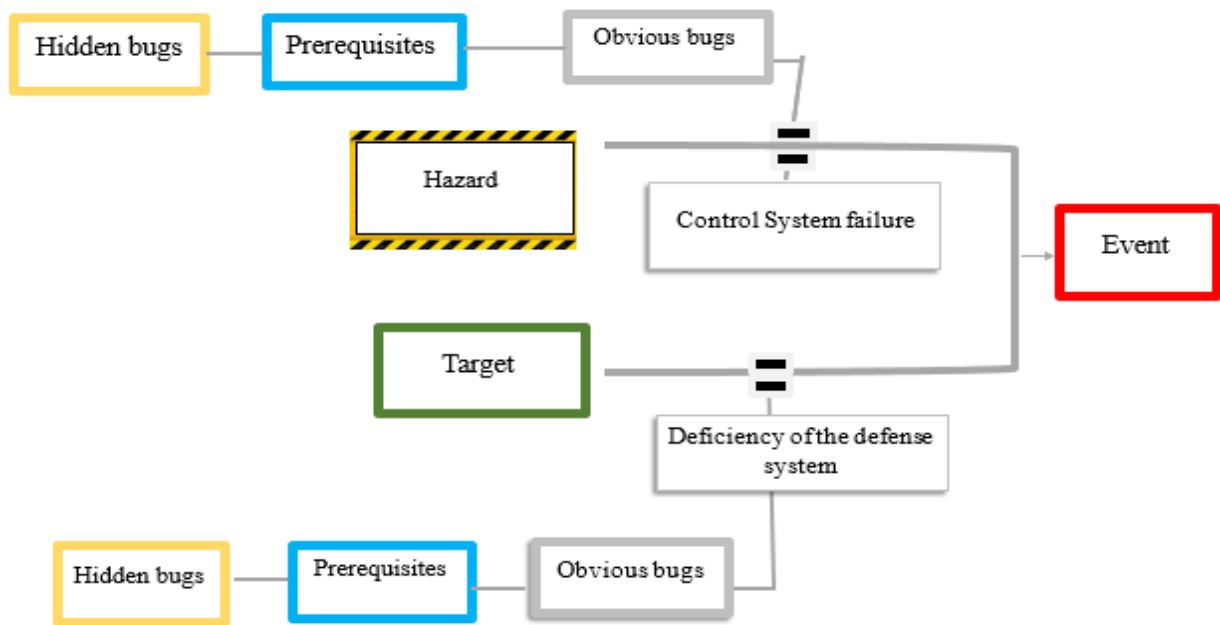 Hidden bugs
Prerequisites
Obvious bugs
Hazard
Control System failure
Event
Target
Deficiency of the defense
system
Hidden bugs
Prerequisites
Obvious bugs